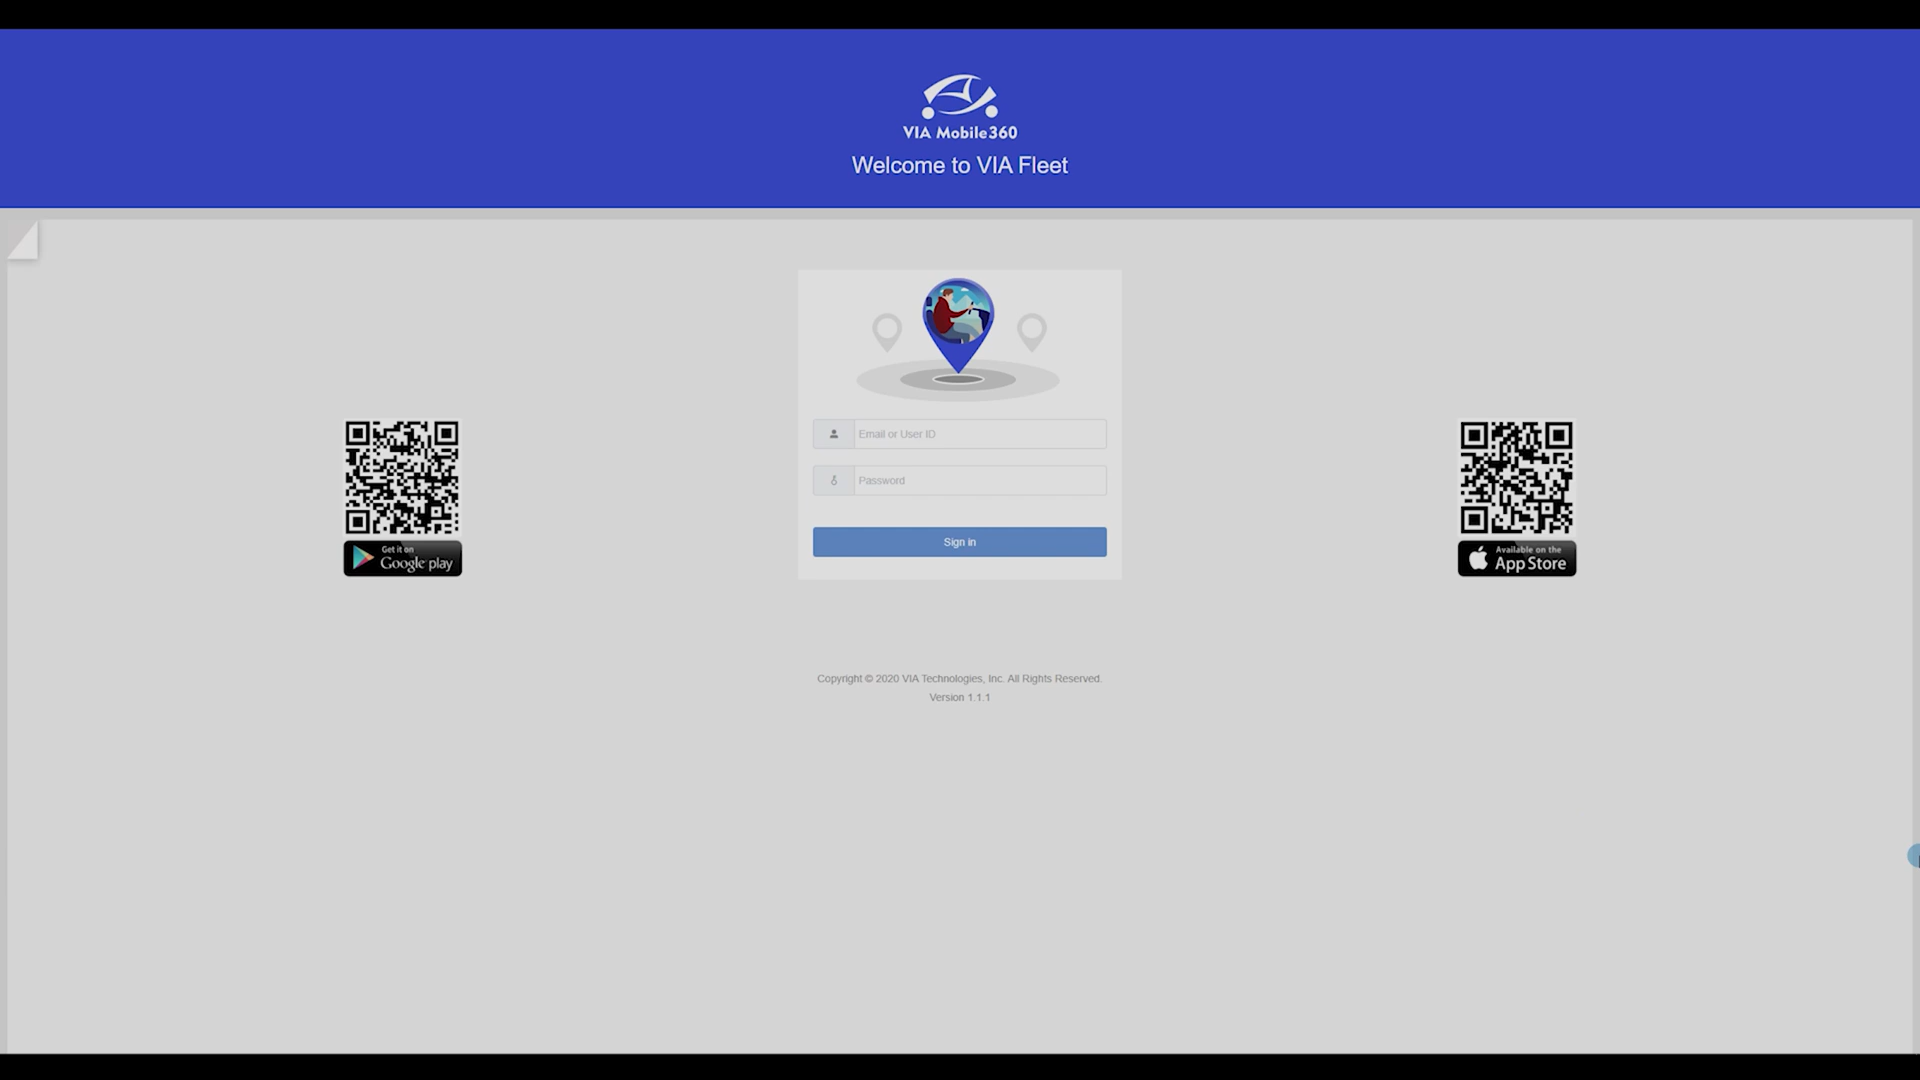 VIA Mobile360
Welcome to VIA Fleet
Email or User ID
Password
Sign in
Get it on
Google play
Available on the
App Store
Copyright © 2020 VIA Technologies, Inc. All Rights Reserved.
Version 1.1.1